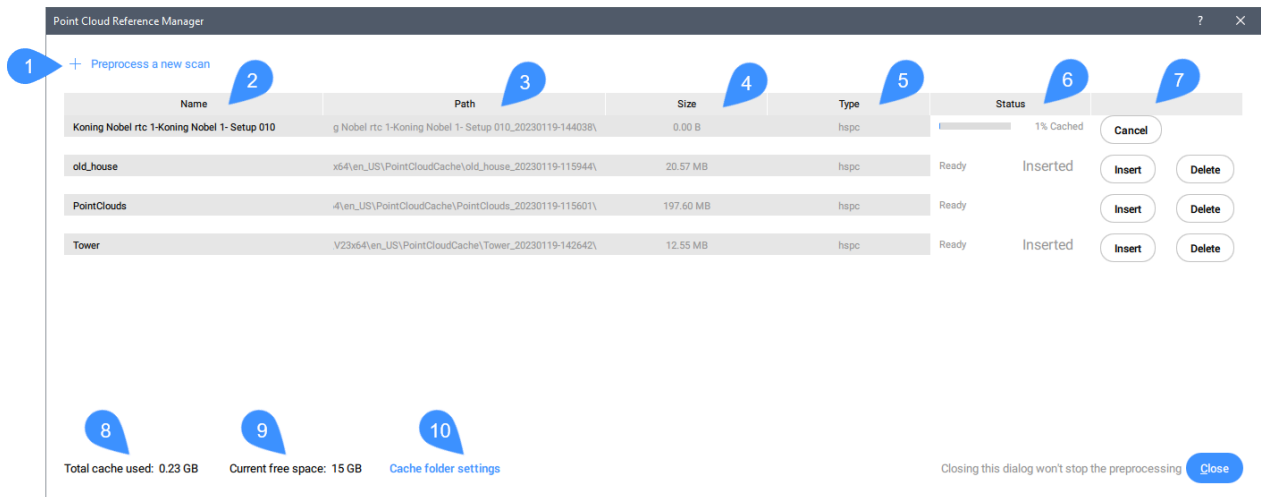 Point Cloud Reference Manager ? ×
1 + Preprocess a new scan
2 3 4 5 6 7
Name Path Size Type Status
Koning Nobel rtc 1-Koning Nobel 1- Setup 010 g Nobel rtc 1-Koning Nobel 1- Setup 010_20230119-144038\ 0.00 B hspc 1% Cached Cancel
old_house x64\en_US\PointCloudCache\old_house_20230119-115944\ 20.57 MB hspc Ready Inserted Insert Delete
PointClouds 4\en_US\PointCloudCache\PointClouds_20230119-115601\ 197.60 MB hspc Ready Insert Delete
Tower V23x64\en_US\PointCloudCache\Tower_20230119-142642\ 12.55 MB hspc Ready Inserted Insert Delete
8 9 10
Total cache used: 0.23 GB Current free space: 15 GB Cache folder settings Closing this dialog won't stop the preprocessing Close